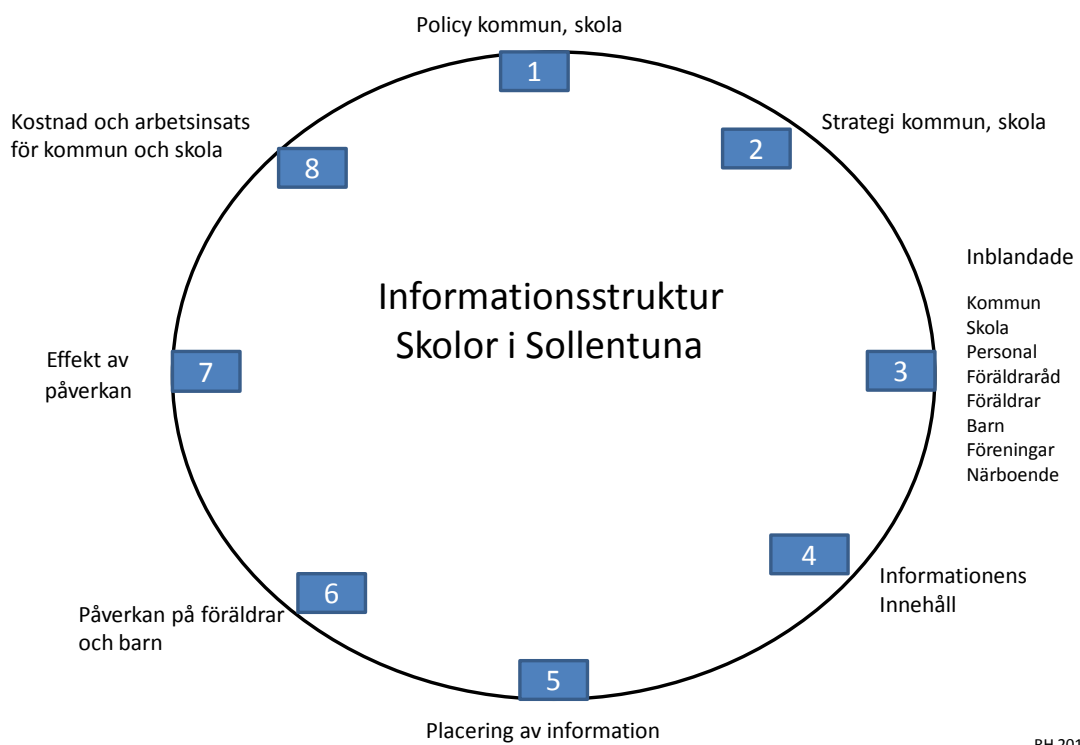 Policy kommun, skola
1
Strategi kommun, skola
2
Kostnad och arbetsinsats
för kommun och skola
8
Informationsstruktur
Skolor i Sollentuna
Inblandade
Kommun
Skola
Personal
Föräldraråd
Föräldrar
Barn
Föreningar
Närboende
3
Effekt av
påverkan
7
4
Informationens
Innehåll
6
Påverkan på föräldrar
och barn
5
Placering av information